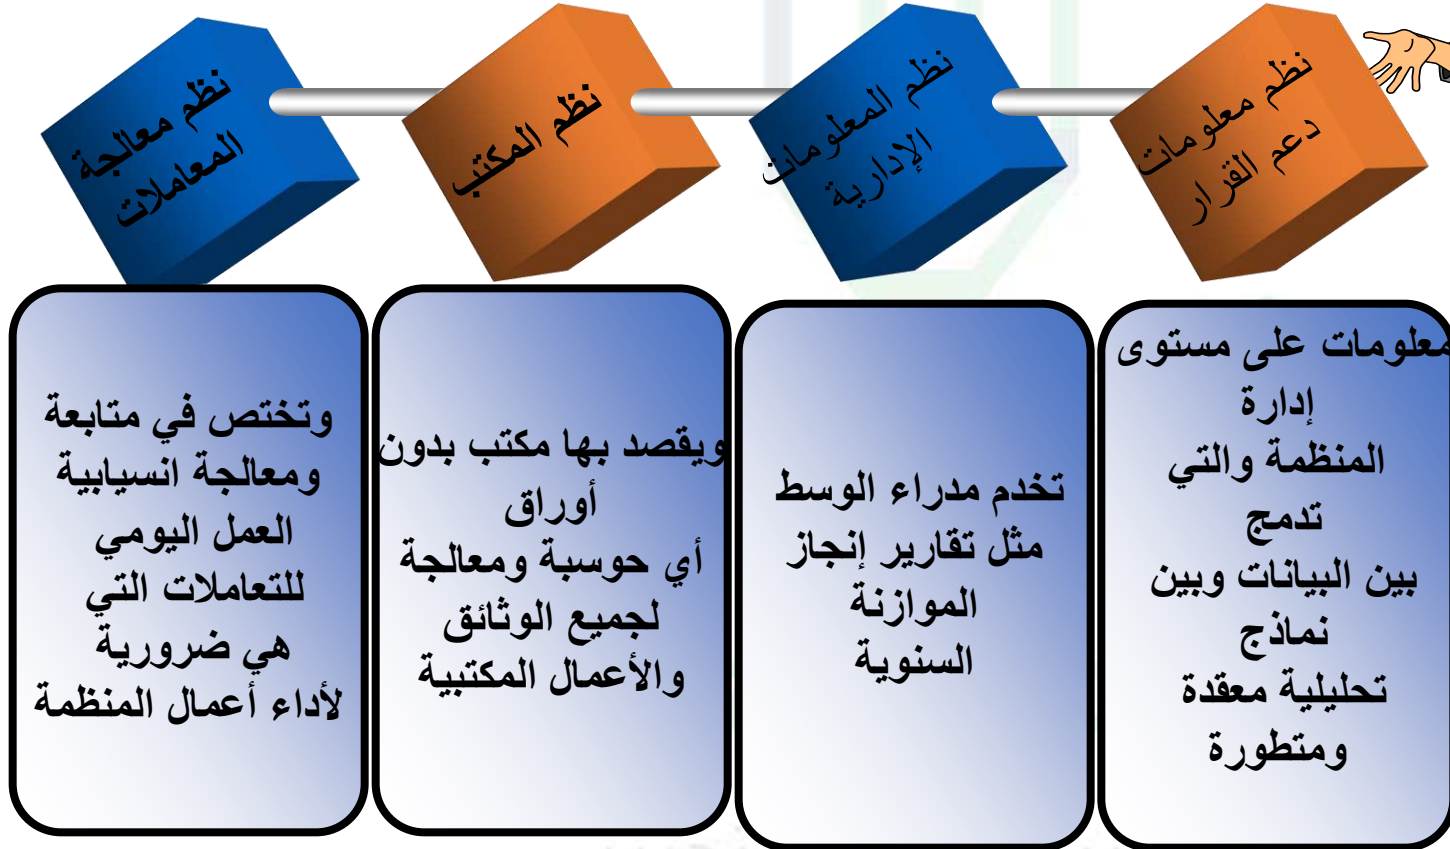 نظم معلومات
دعم القرار
معلومات على مستوى
إدارة
المنظمة والتي
تدمج
بين البيانات وبين
نماذج
تحليلية معقدة
ومتطورة
نظم المعلومات
الإدارية
تخدم مدراء الوسط
مثل تقارير إنجاز
الموازنة
السنوية
نظم المكتب
ويقصد بها مكتب بدون
أوراق
أي حوسبة ومعالجة
لجميع الوثائق
والأعمال المكتبية
نظم معالجة
المعاملات
وتختص في متابعة
ومعالجة انسيابية
العمل اليومي
للتعاملات التي
هي ضرورية
لأداء أعمال المنظمة